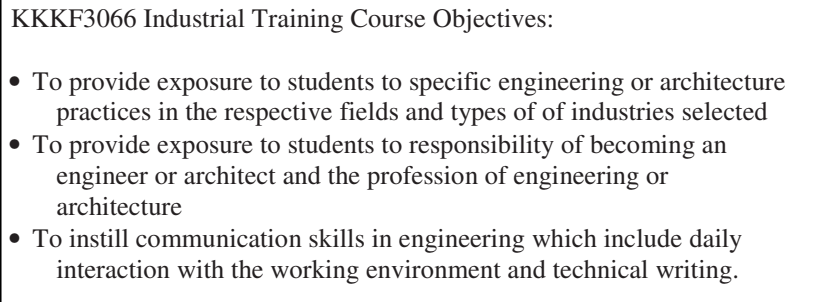 KKKF3066 Industrial Training Course Objectives:
• To provide exposure to students to specific engineering or architecture
practices in the respective fields and types of of industries selected
• To provide exposure to students to responsibility of becoming an
engineer or architect and the profession of engineering or
architecture
• To instill communication skills in engineering which include daily
interaction with the working environment and technical writing.